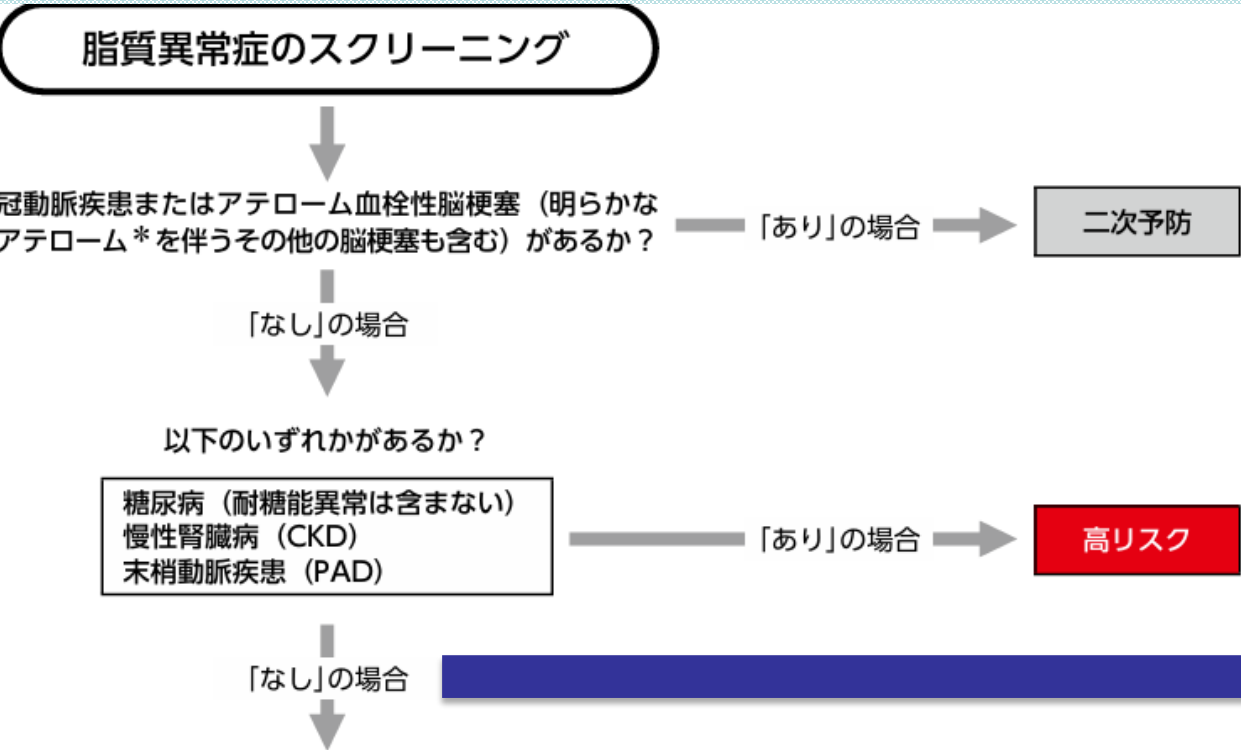 脂質異常症のスクリーニング
冠動脈疾患またはアテローム血栓性脳梗塞（明らかな
アテローム＊を伴うその他の脳梗塞も含む）があるか？
「あり」の場合
二次予防
「なし」の場合
以下のいずれかがあるか？
糖尿病（耐糖能異常は含まない）
慢性腎臓病（CKD）
末梢動脈疾患（PAD）
「あり」の場合
高リスク
「なし」の場合